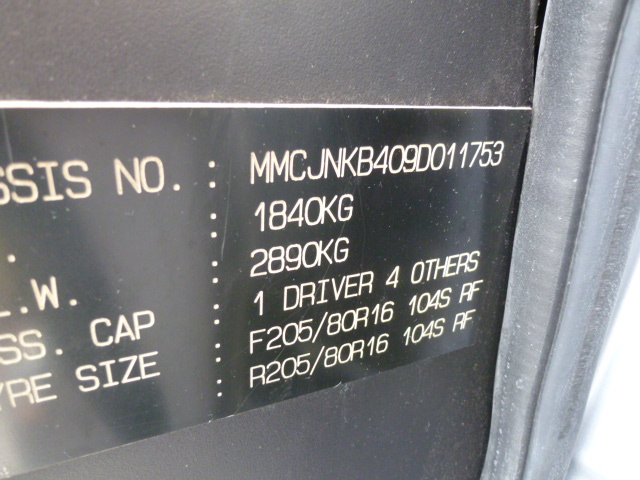 SSIS NO. : MMCJNKB409D011753
. : 1840KG
L.W. : 2890KG
SS. CAP : 1 DRIVER 4 OTHERS
YRE SIZE : F205/80R16 104S RF
: R205/80R16 104S RF